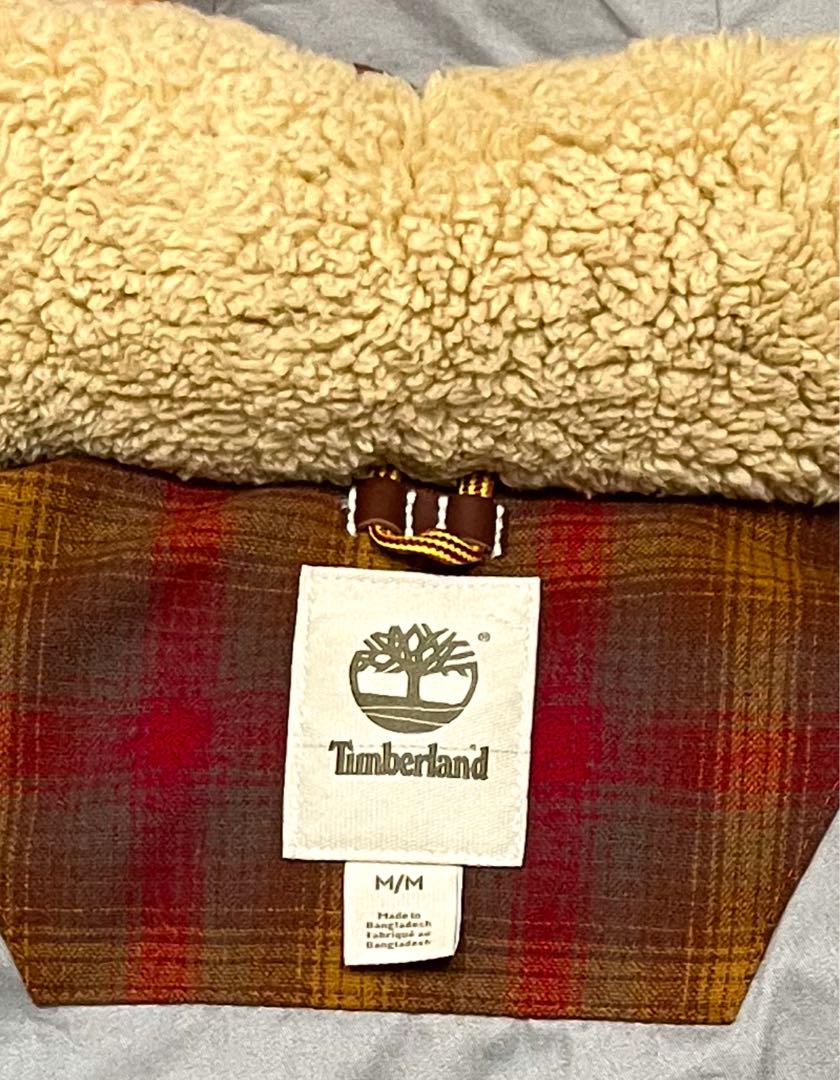 ®
Timberland
M/M
Made in
Bangladesh
Fabriqué au
Bangladesh